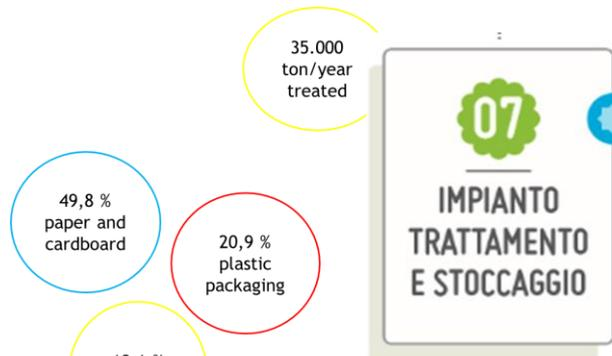 35.000
ton/year
treated
49,8 %
paper and
cardboard
20,9 %
plastic
packaging
07
IMPIANTO
TRATTAMENTO
E STOCCAGGIO